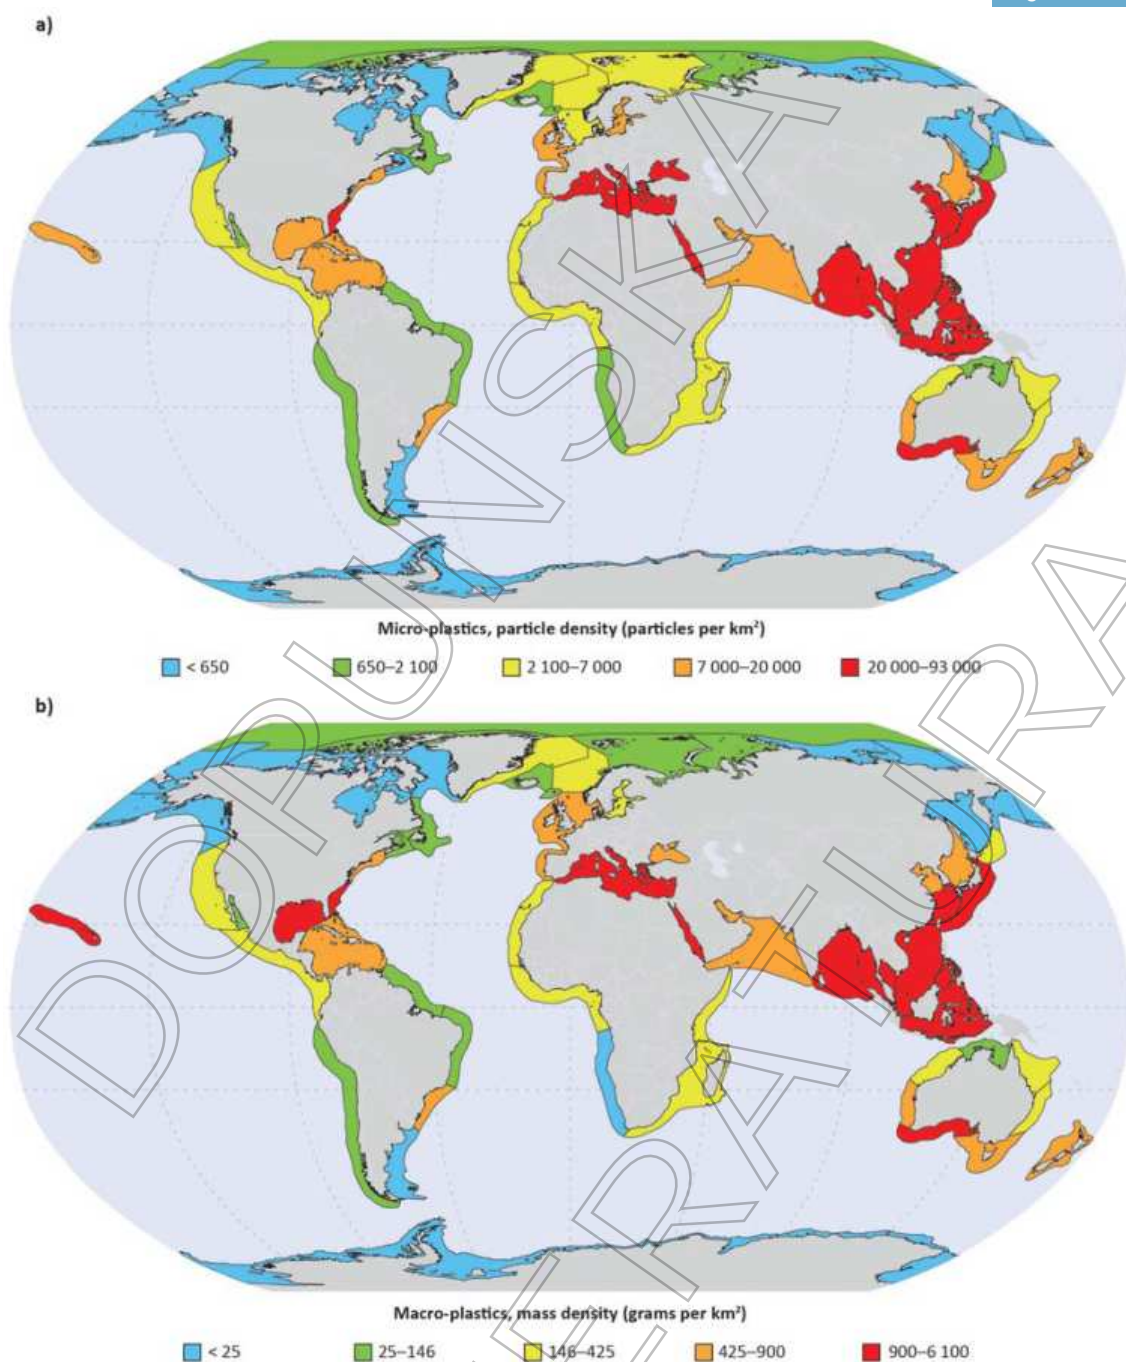 a)
Micro-plastics, particle density (particles per km²)
< 650 650–2 100 2 100–7 000 7 000–20 000 20 000–93 000
b)
Macro-plastics, mass density (grams per km²)
< 25 25–146 146–425 425–900 900–6 100
DOPUNSKA